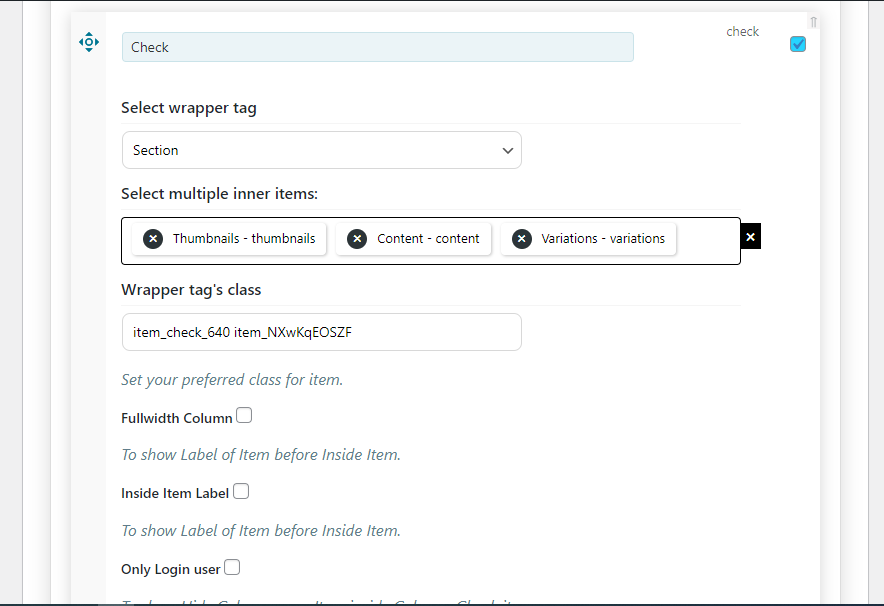 check
Check
Select wrapper tag
Section
Select multiple inner items:
Thumbnails - thumbnails
Content - content
Variations - variations
Wrapper tag's class
item_check_640 item_NXwKqEOSZF
Set your preferred class for item.
Fullwidth Column
To show Label of Item before Inside Item.
Inside Item Label
To show Label of Item before Inside Item.
Only Login user